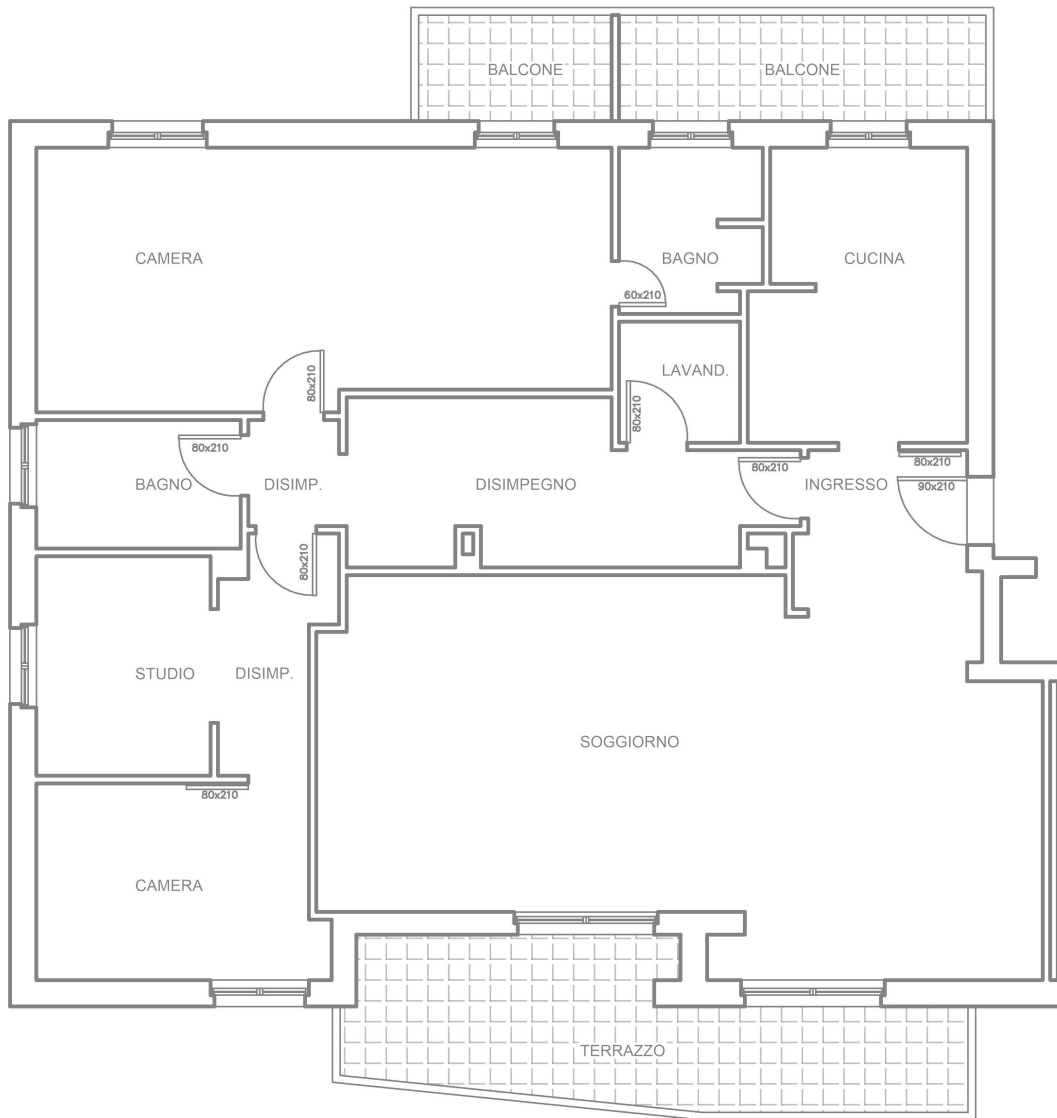 BALCONE
BALCONE
CAMERA
BAGNO
CUCINA
60x210
LAVAND.
80x210
80x210
80x210
80x210
80x210
80x210
BAGNO
DISIMP.
DISIMPEGNO
INGRESSO
90x210
80x210
STUDIO
DISIMP.
SOGGIORNO
80x210
CAMERA
TERRAZZO